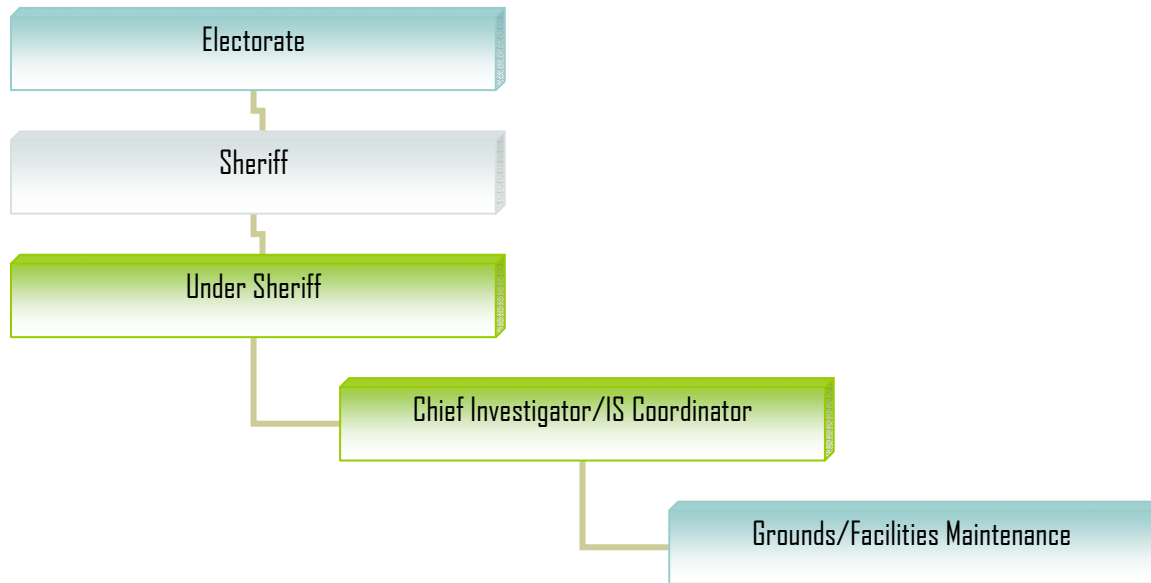 Electorate
Sheriff
Under Sheriff
Chief Investigator/IS Coordinator
Grounds/Facilities Maintenance